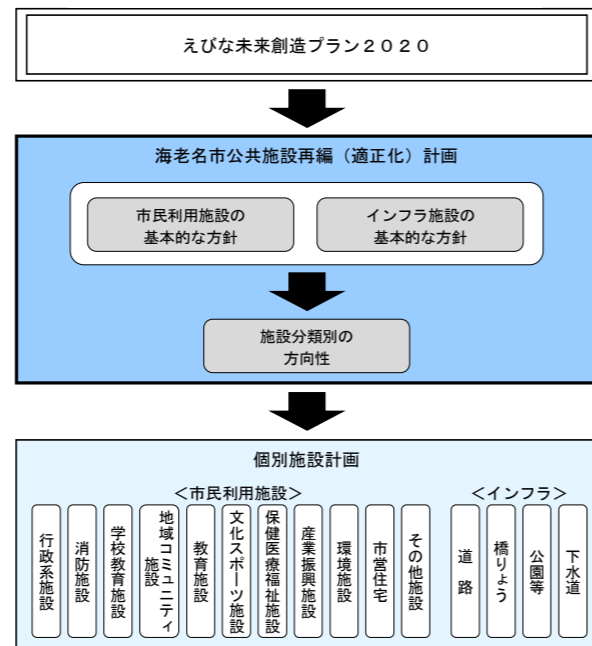 えびな未来創造プラン２０２０
海老名市公共施設再編（適正化）計画
市民利用施設の
基本的な方針
インフラ施設の
基本的な方針
施設分類別の
方向性
個別施設計画
＜市民利用施設＞
＜インフラ＞
行政系施設
消防施設
学校教育施設
地域コミュニティ
施設
教育施設
文化スポーツ施設
保健医療福祉施設
産業振興施設
環境施設
市営住宅
その他施設
道路
橋りょう
公園等
下水道